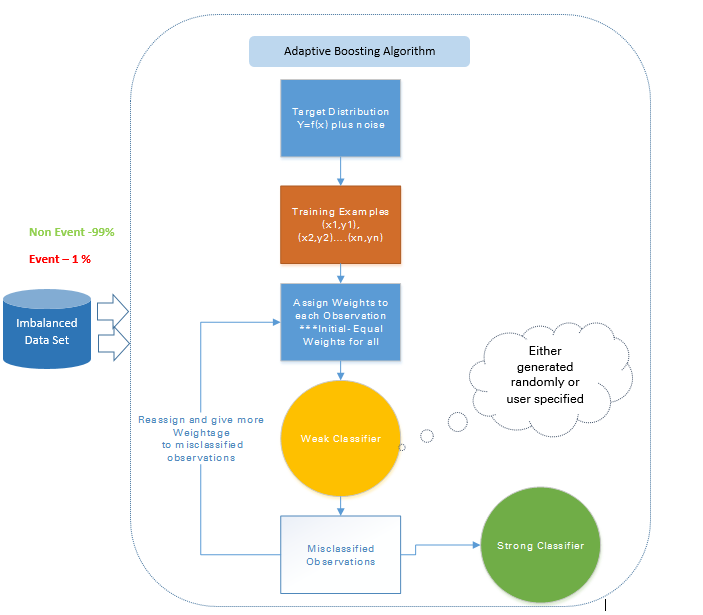 Adaptive Boosting Algorithm
Target Distribution
Y=f(x) plus noise
Training Examples
(x1,y1),
(x2,y2)....(xn,yn)
Non Event -99%
Event – 1 %
Imbalanced
Data Set
Assign Weights to
each Observation
***Initial- Equal
Weights for all
Either
generated
randomly or
user specified
Reassign and give more
Weightage
to misclassified
observations
Weak Classifier
Misclassified
Observations
Strong Classifier